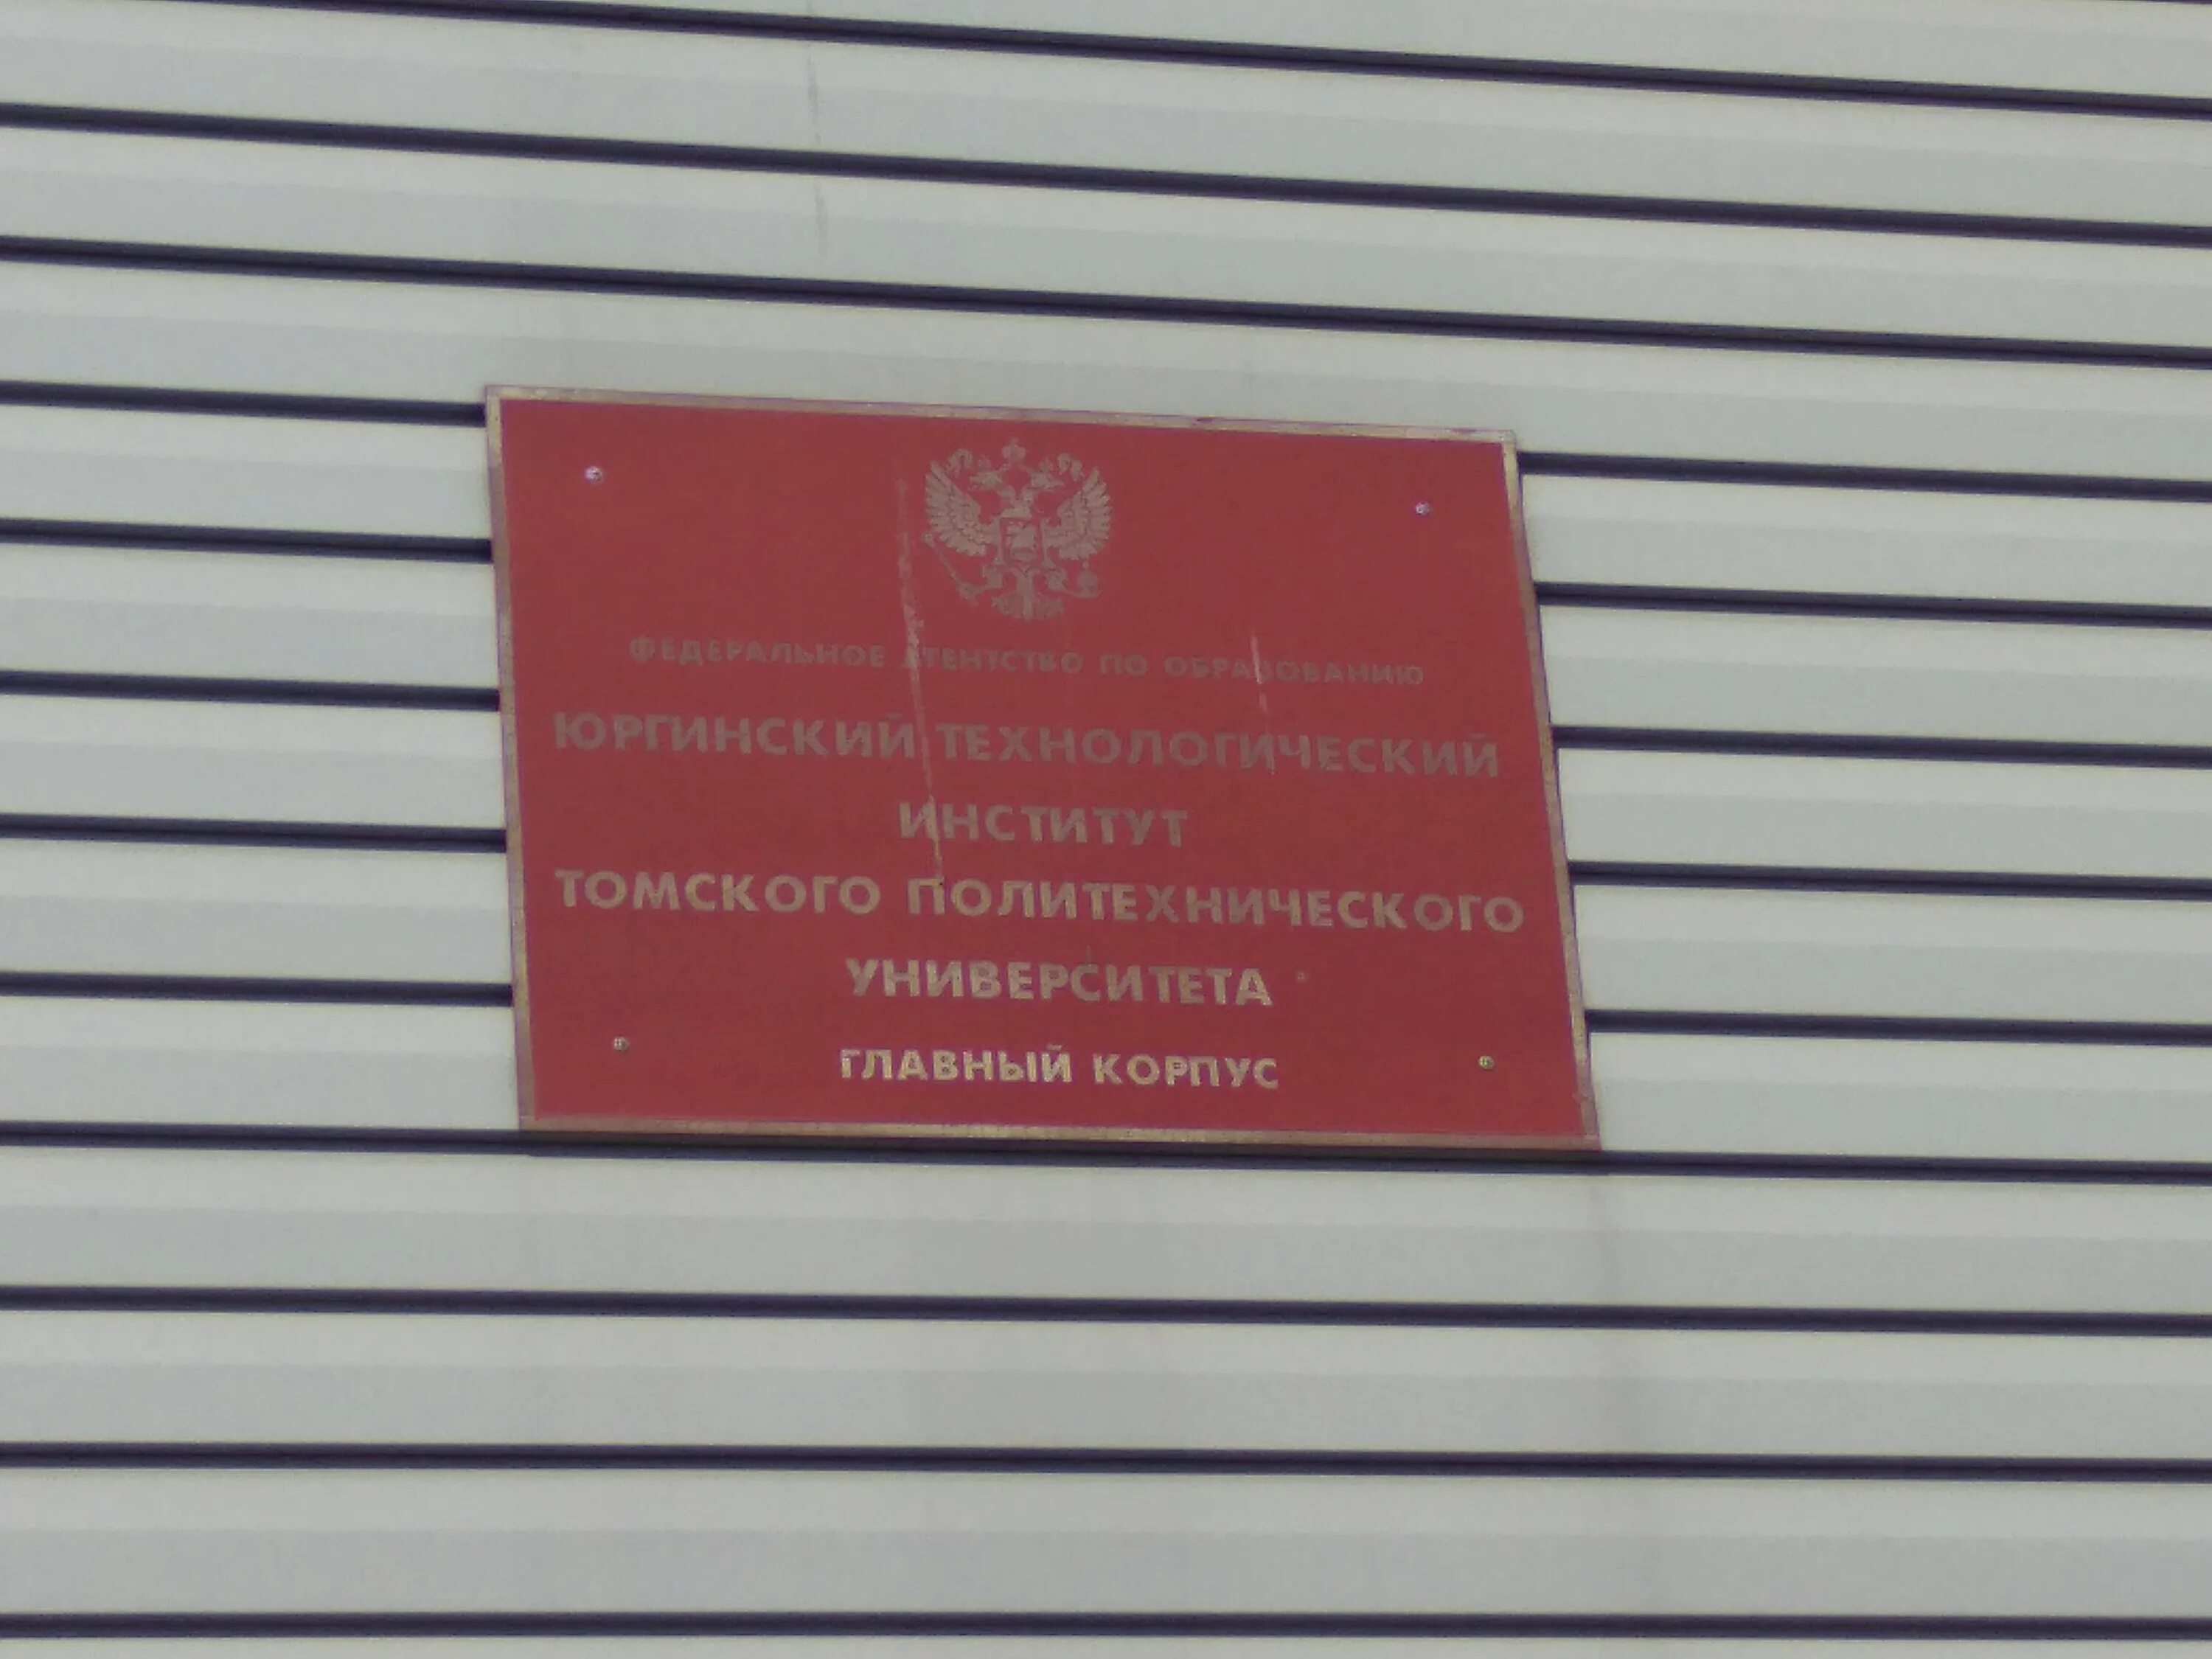 ФЕДЕРАЛЬНОЕ АГЕНТСТВО ПО ОБРАЗОВАНИЮ
ЮРГИНСКИЙ ТЕХНОЛОГИЧЕСКИЙ
ИНСТИТУТ
ТОМСКОГО ПОЛИТЕХНИЧЕСКОГО
УНИВЕРСИТЕТА
ГЛАВНЫЙ КОРПУС